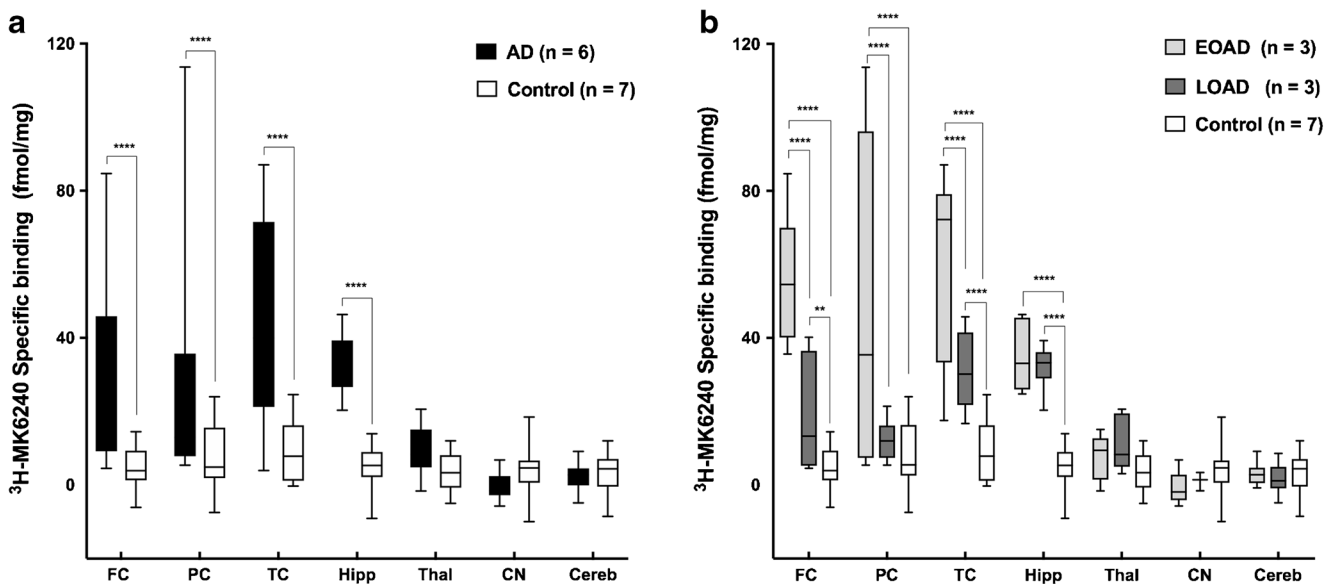 a
³H-MK6240 Specific binding (fmol/mg)
120
80
40
0
AD (n = 6)
Control (n = 7)
****
****
****
****
FC PC TC Hipp Thal CN Cereb
b
³H-MK6240 Specific binding (fmol/mg)
120
80
40
0
EOAD (n = 3)
LOAD (n = 3)
Control (n = 7)
****
****
**
****
****
****
****
****
****
****
FC PC TC Hipp Thal CN Cereb